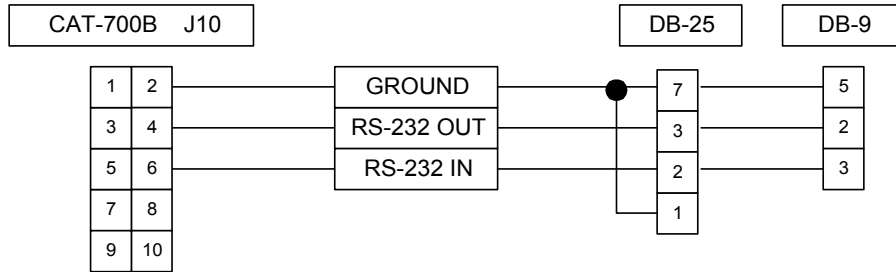 CAT-700B J10 DB-25 DB-9
1 2 GROUND 7 5
3 4 RS-232 OUT 3 2
5 6 RS-232 IN 2 3
7 8 1
9 10